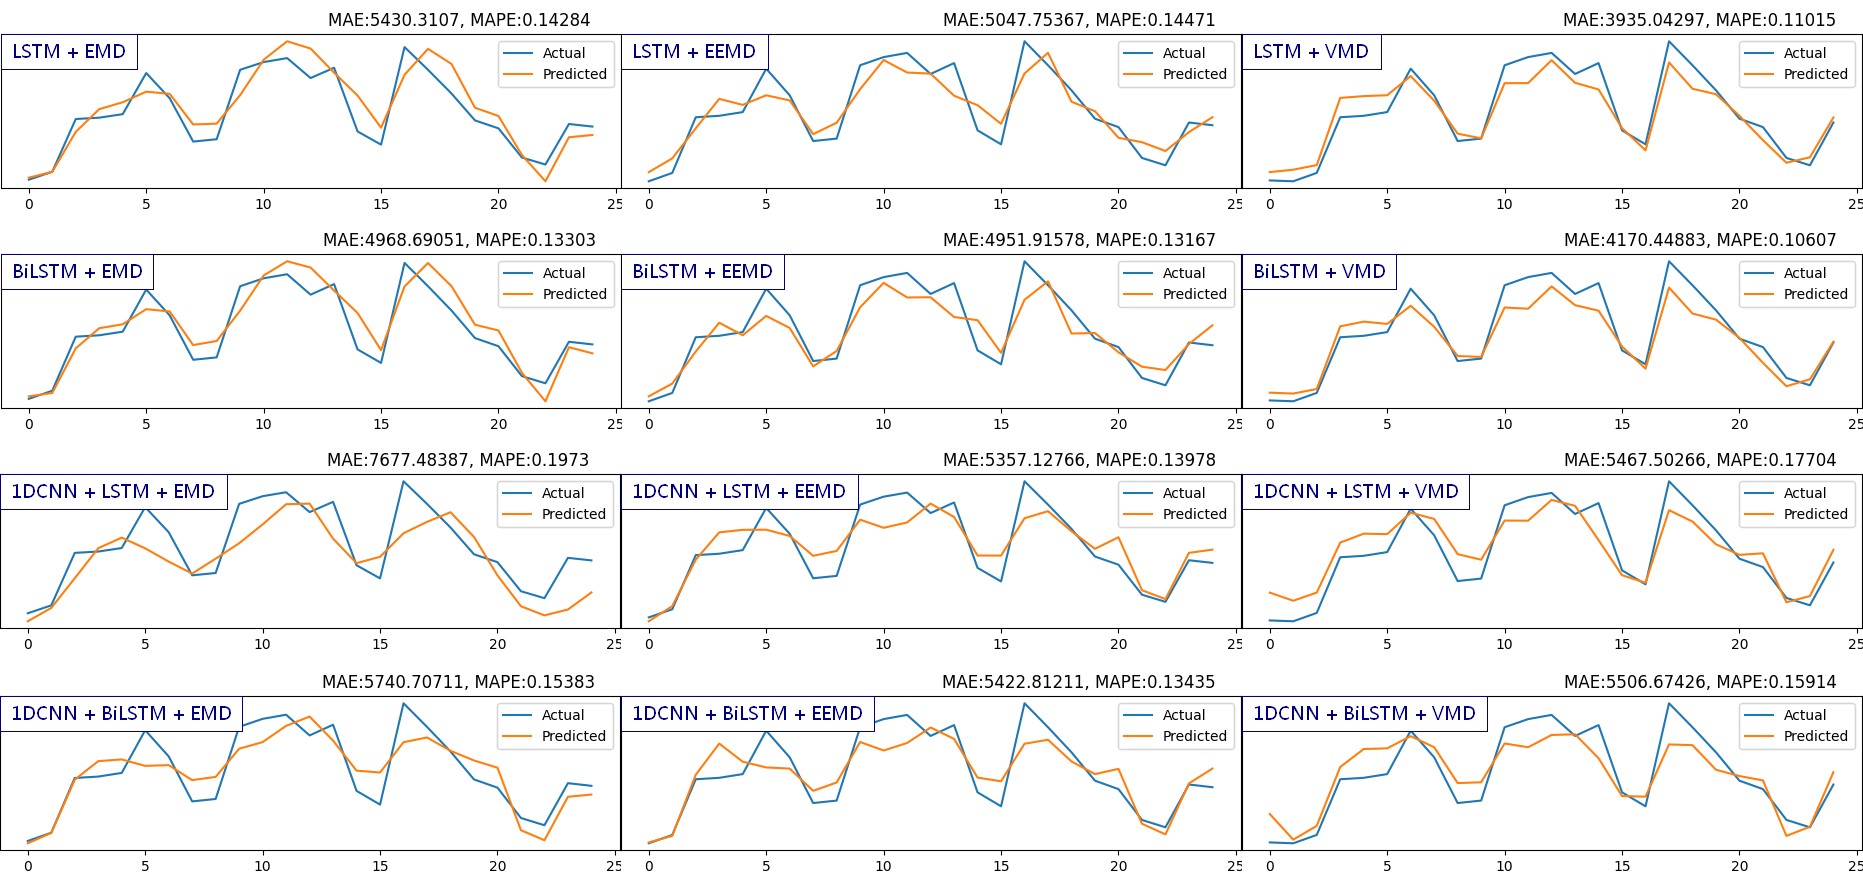 MAE:5430.3107, MAPE:0.14284
LSTM + EMD
Actual
Predicted
0 5 10 15 20 25
MAE:5047.75367, MAPE:0.14471
LSTM + EEMD
Actual
Predicted
0 5 10 15 20 25
MAE:3935.04297, MAPE:0.11015
LSTM + VMD
Actual
Predicted
0 5 10 15 20 25
MAE:4968.69051, MAPE:0.13303
BiLSTM + EMD
Actual
Predicted
0 5 10 15 20 25
MAE:4951.91578, MAPE:0.13167
BiLSTM + EEMD
Actual
Predicted
0 5 10 15 20 25
MAE:4170.44883, MAPE:0.10607
BiLSTM + VMD
Actual
Predicted
0 5 10 15 20 25
MAE:7677.48387, MAPE:0.1973
1DCNN + LSTM + EMD
Actual
Predicted
0 5 10 15 20 25
MAE:5357.12766, MAPE:0.13978
1DCNN + LSTM + EEMD
Actual
Predicted
0 5 10 15 20 25
MAE:5467.50266, MAPE:0.17704
1DCNN + LSTM + VMD
Actual
Predicted
0 5 10 15 20 25
MAE:5740.70711, MAPE:0.15383
1DCNN + BiLSTM + EMD
Actual
Predicted
0 5 10 15 20 25
MAE:5422.81211, MAPE:0.13435
1DCNN + BiLSTM + EEMD
Actual
Predicted
0 5 10 15 20 25
MAE:5506.67426, MAPE:0.15914
1DCNN + BiLSTM + VMD
Actual
Predicted
0 5 10 15 20 25